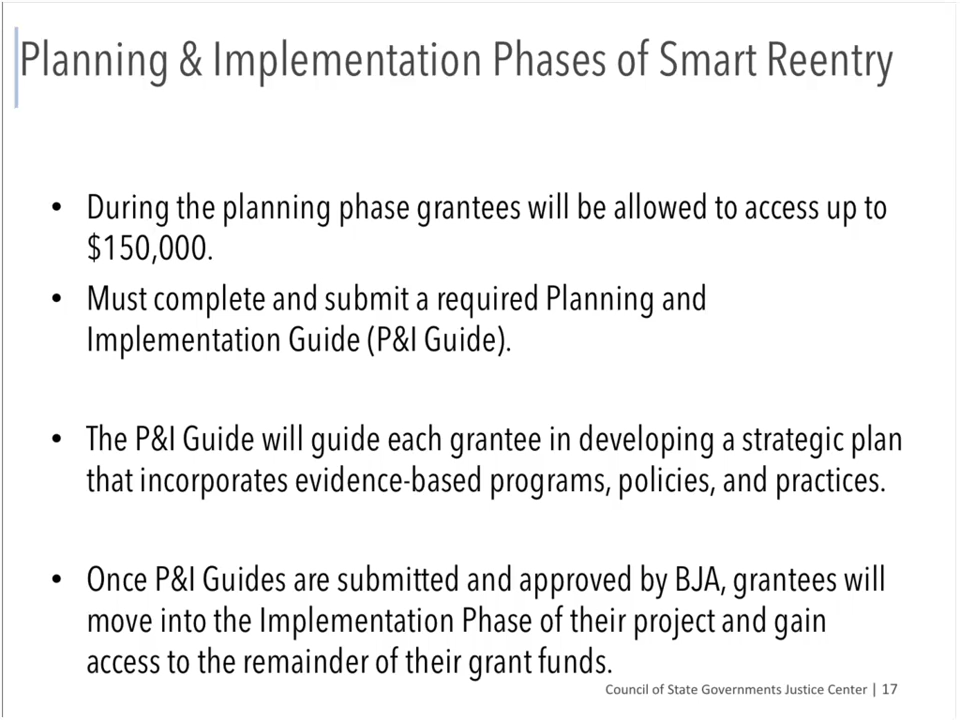 Planning & Implementation Phases of Smart Reentry
• During the planning phase grantees will be allowed to access up to
$150,000.
• Must complete and submit a required Planning and
Implementation Guide (P&I Guide).
• The P&I Guide will guide each grantee in developing a strategic plan
that incorporates evidence-based programs, policies, and practices.
• Once P&I Guides are submitted and approved by BJA, grantees will
move into the Implementation Phase of their project and gain
access to the remainder of their grant funds.
Council of State Governments Justice Center | 17